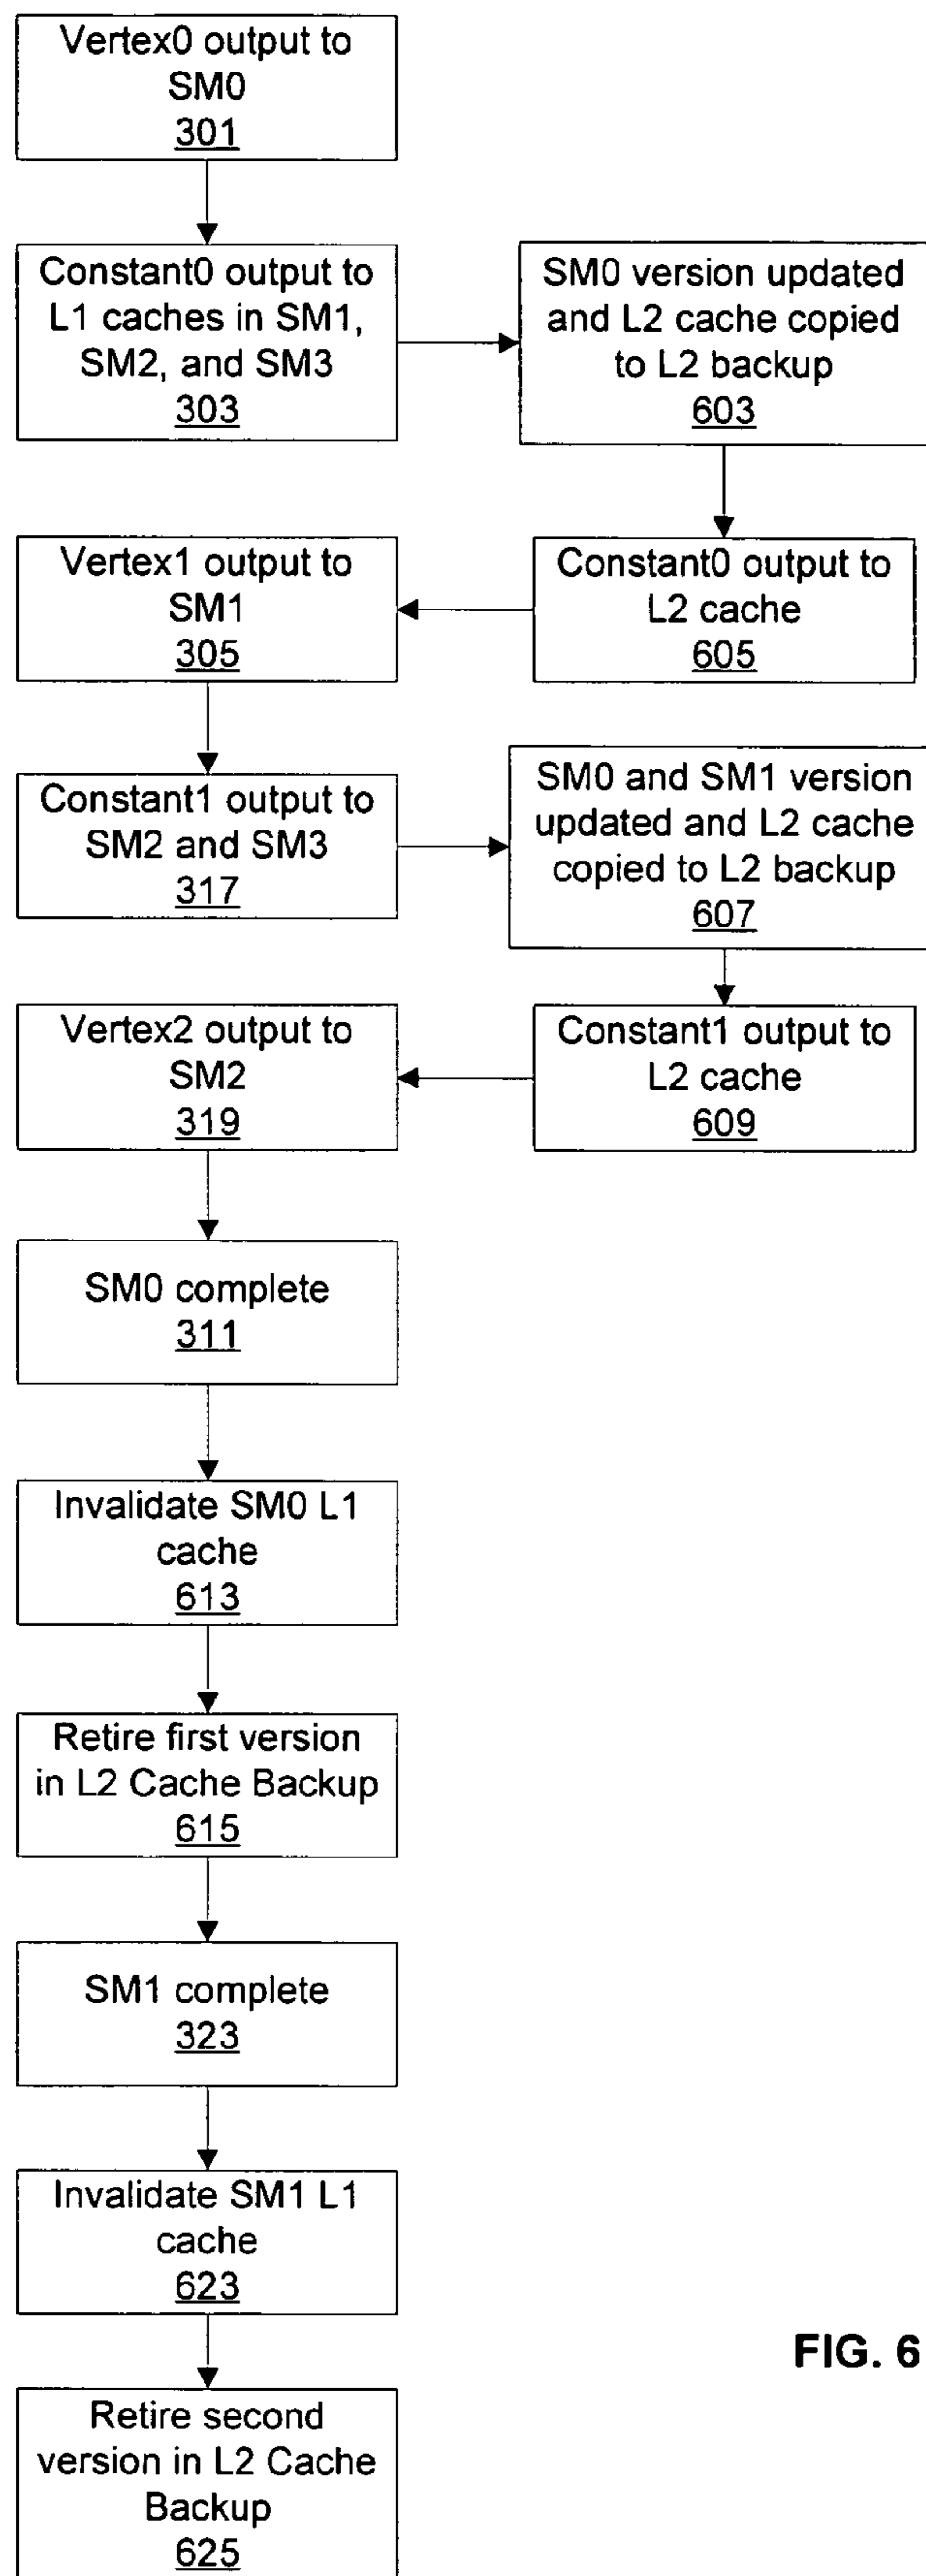 Vertex0 output to
SM0
301
Constant0 output to
L1 caches in SM1,
SM2, and SM3
303
SM0 version updated
and L2 cache copied
to L2 backup
603
Constant0 output to
L2 cache
605
Vertex1 output to
SM1
305
Constant1 output to
SM2 and SM3
317
SM0 and SM1 version
updated and L2 cache
copied to L2 backup
607
Constant1 output to
L2 cache
609
Vertex2 output to
SM2
319
SM0 complete
311
Invalidate SM0 L1
cache
613
Retire first version
in L2 Cache Backup
615
SM1 complete
323
Invalidate SM1 L1
cache
623
Retire second
version in L2 Cache
Backup
625
FIG. 6